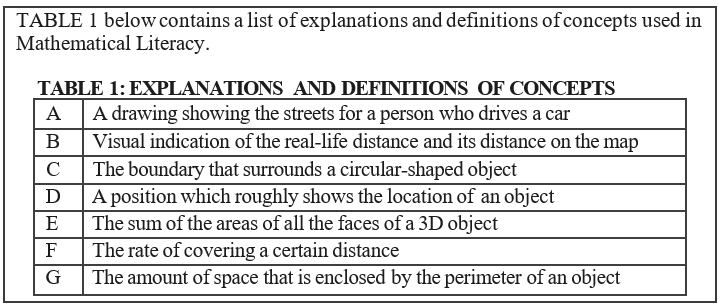 TABLE 1 below contains a list of explanations and definitions of concepts used in
Mathematical Literacy.
TABLE 1: EXPLANATIONS AND DEFINITIONS OF CONCEPTS
A A drawing showing the streets for a person who drives a car
B Visual indication of the real-life distance and its distance on the map
C The boundary that surrounds a circular-shaped object
D A position which roughly shows the location of an object
E The sum of the areas of all the faces of a 3D object
F The rate of covering a certain distance
G The amount of space that is enclosed by the perimeter of an object